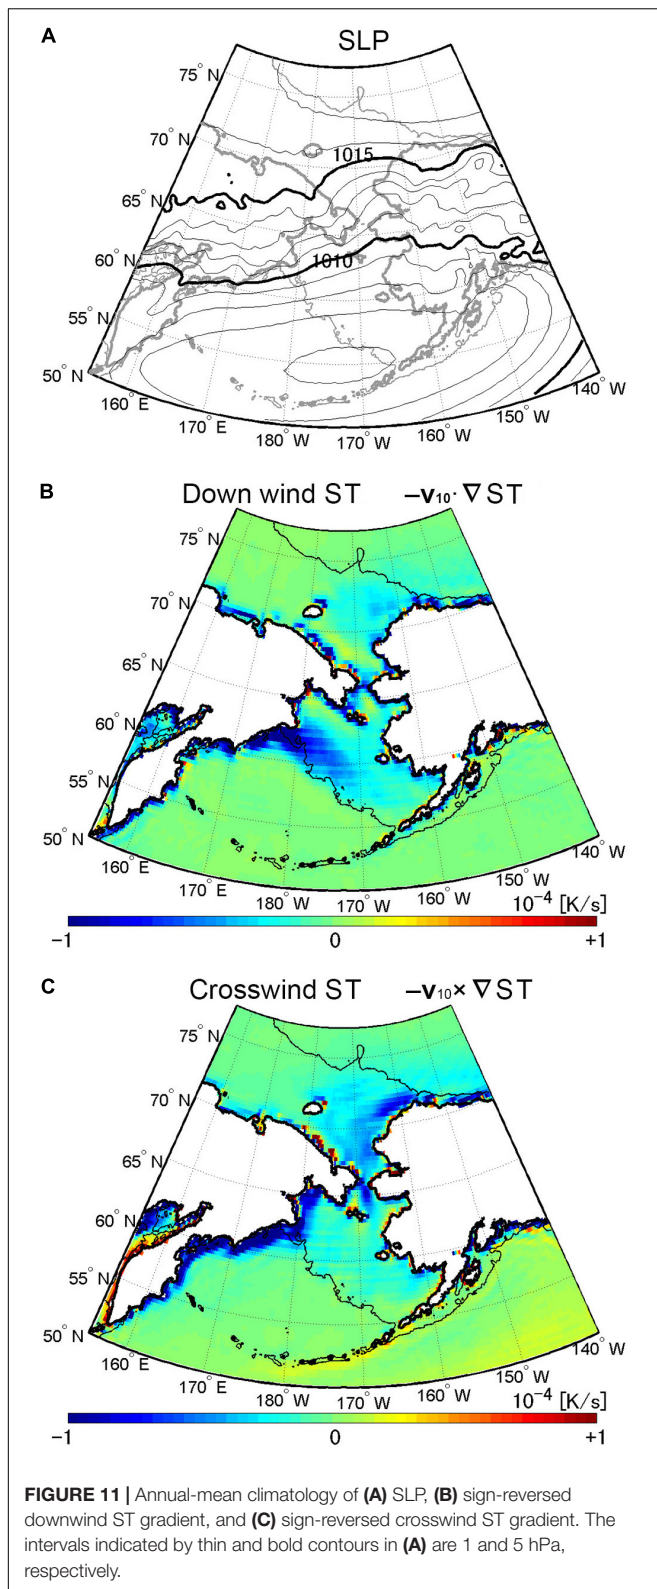 A
SLP
75° N
70° N
65° N
60° N
55° N
50° N
1015
1010
160° E
170° E
180° W
170° W
160° W
150° W
140° W
B
Down wind ST −v10· ∇ ST
75° N
70° N
65° N
60° N
55° N
50° N
160° E
170° E
180° W
170° W
160° W
150° W
140° W
10⁻⁴ [K/s]
−1 0 +1
C
Crosswind ST −v10× ∇ ST
75° N
70° N
65° N
60° N
55° N
50° N
160° E
170° E
180° W
170° W
160° W
150° W
140° W
10⁻⁴ [K/s]
−1 0 +1
FIGURE 11 | Annual-mean climatology of (A) SLP, (B) sign-reversed
downwind ST gradient, and (C) sign-reversed crosswind ST gradient. The
intervals indicated by thin and bold contours in (A) are 1 and 5 hPa,
respectively.